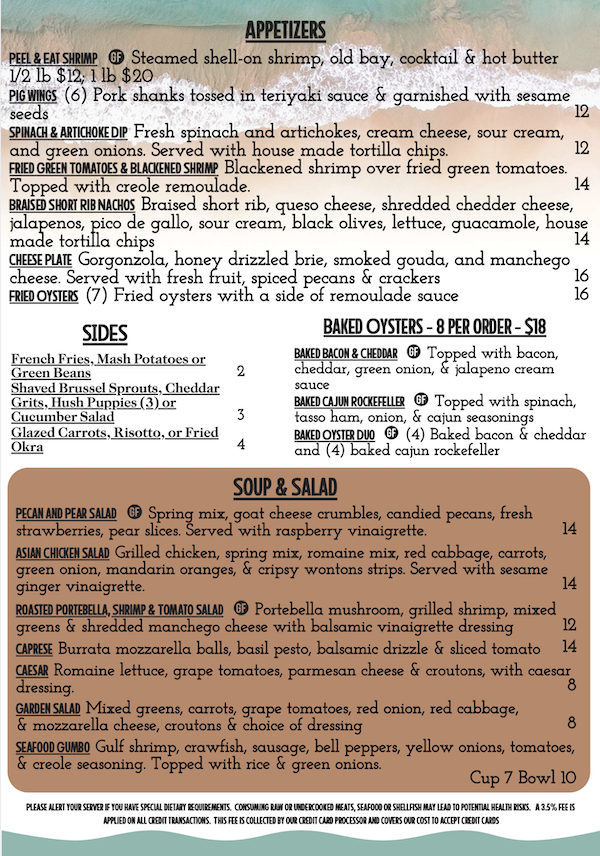 APPETIZERS
PEEL & EAT SHRIMP GF Steamed shell-on shrimp, old bay, cocktail & hot butter
1/2 lb $12; 1 lb $20
PIG WINGS (6) Pork shanks tossed in teriyaki sauce & garnished with sesame
seeds 12
SPINACH & ARTICHOKE DIP Fresh spinach and artichokes, cream cheese, sour cream,
and green onions. Served with house made tortilla chips. 12
FRIED GREEN TOMATOES & BLACKENED SHRIMP Blackened shrimp over fried green tomatoes.
Topped with creole remoulade. 14
BRAISED SHORT RIB NACHOS Braised short rib, queso cheese, shredded chedder cheese,
jalapenos, pico de gallo, sour cream, black olives, lettuce, guacamole, house
made tortilla chips 14
CHEESE PLATE Gorgonzola, honey drizzled brie, smoked gouda, and manchego
cheese. Served with fresh fruit, spiced pecans & crackers 16
FRIED OYSTERS (7) Fried oysters with a side of remoulade sauce 16
SIDES
French Fries, Mash Potatoes or
Green Beans 2
Shaved Brussel Sprouts, Cheddar
Grits, Hush Puppies (3) or
Cucumber Salad 3
Glazed Carrots, Risotto, or Fried
Okra 4
BAKED OYSTERS - 8 PER ORDER - $18
BAKED BACON & CHEDDAR GF Topped with bacon,
cheddar, green onion, & jalapeno cream
sauce
BAKED CAJUN ROCKEFELLER GF Topped with spinach,
tasso ham, onion, & cajun seasonings
BAKED OYSTER DUO GF (4) Baked bacon & cheddar
and (4) baked cajun rockefeller
SOUP & SALAD
PECAN AND PEAR SALAD GF Spring mix, goat cheese crumbles, candied pecans, fresh
strawberries, pear slices. Served with raspberry vinaigrette. 14
ASIAN CHICKEN SALAD Grilled chicken, spring mix, romaine mix, red cabbage, carrots,
green onion, mandarin oranges, & cripsy wontons strips. Served with sesame
ginger vinaigrette. 14
ROASTED PORTEBELLA, SHRIMP & TOMATO SALAD GF Portebella mushroom, grilled shrimp, mixed
greens & shredded manchego cheese with balsamic vinaigrette dressing 12
CAPRESE Burrata mozzarella balls, basil pesto, balsamic drizzle & sliced tomato 14
CAESAR Romaine lettuce, grape tomatoes, parmesan cheese & croutons, with caesar
dressing. 8
GARDEN SALAD Mixed greens, carrots, grape tomatoes, red onion, red cabbage,
& mozzarella cheese, croutons & choice of dressing 8
SEAFOOD GUMBO Gulf shrimp, crawfish, sausage, bell peppers, yellow onions, tomatoes,
& creole seasoning. Topped with rice & green onions.
Cup 7 Bowl 10
PLEASE ALERT YOUR SERVER IF YOU HAVE SPECIAL DIETARY REQUIREMENTS. CONSUMING RAW OR UNDERCOOKED MEATS, SEAFOOD OR SHELLFISH MAY LEAD TO POTENTIAL HEALTH RISKS. A 3.5% FEE IS
APPLIED ON ALL CREDIT TRANSACTIONS. THIS FEE IS COLLECTED BY OUR CREDIT CARD PROCESSOR AND COVERS OUR COST TO ACCEPT CREDIT CARDS